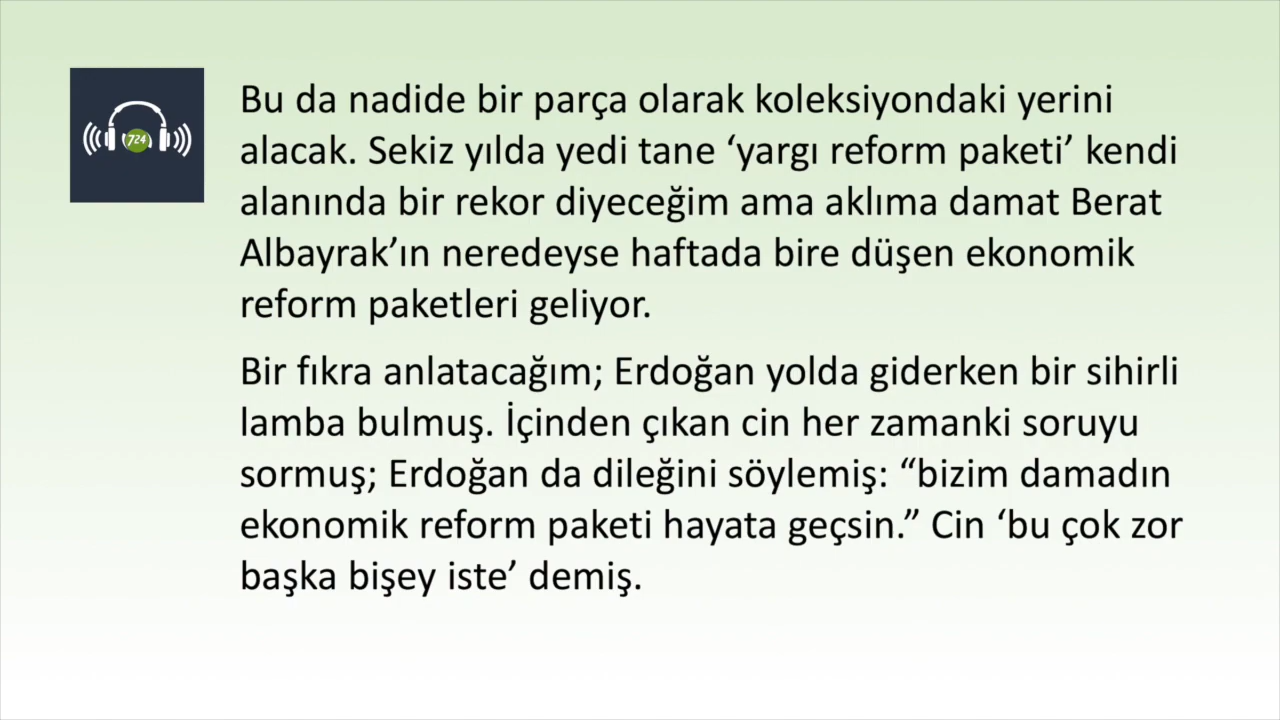 724
Bu da nadide bir parça olarak koleksiyondaki yerini
alacak. Sekiz yılda yedi tane ‘yargı reform paketi’ kendi
alanında bir rekor diyeceğim ama aklıma damat Berat
Albayrak’ın neredeyse haftada bire düşen ekonomik
reform paketleri geliyor.
Bir fıkra anlatacağım; Erdoğan yolda giderken bir sihirli
lamba bulmuş. İçinden çıkan cin her zamanki soruyu
sormuş; Erdoğan da dileğini söylemiş: “bizim damadın
ekonomik reform paketi hayata geçsin.” Cin ‘bu çok zor
başka bişey iste’ demiş.